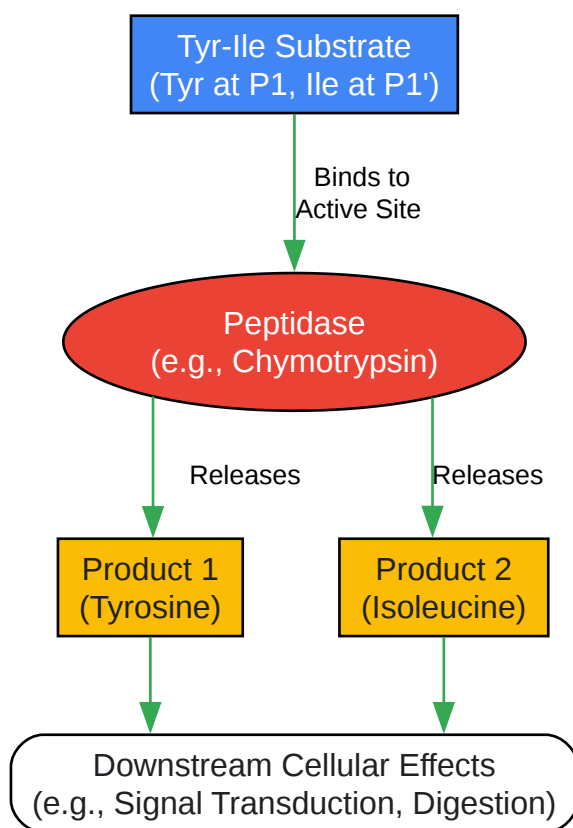 Tyr-Ile Substrate
(Tyr at P1, Ile at P1')
Binds to
Active Site
Peptidase
(e.g., Chymotrypsin)
Releases
Releases
Product 1
(Tyrosine)
Product 2
(Isoleucine)
Downstream Cellular Effects
(e.g., Signal Transduction, Digestion)